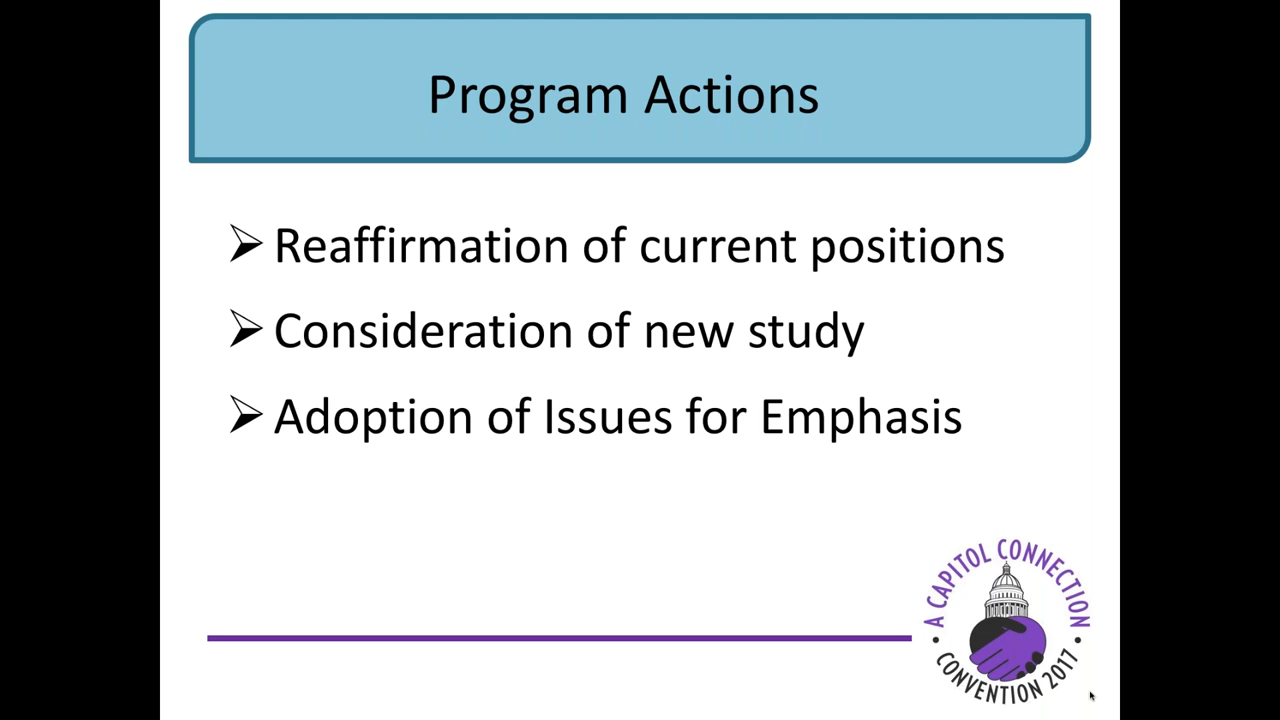 Program Actions
Reaffirmation of current positions
Consideration of new study
Adoption of Issues for Emphasis
A CAPITOL CONNECTION
• CONVENTION 2017 •